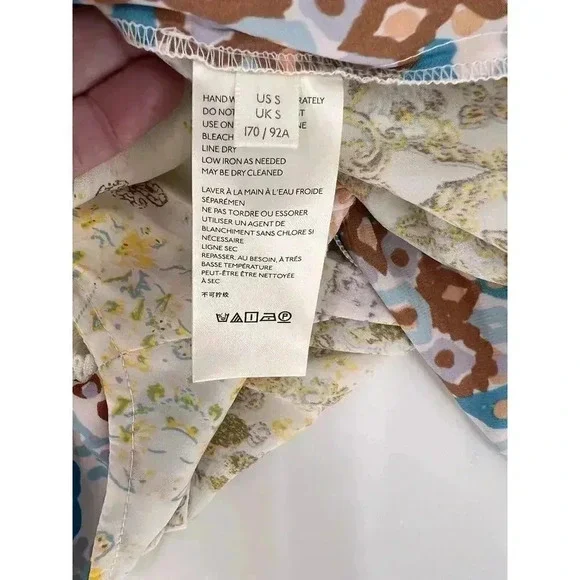 US S
UK S
170 / 92A
HAND W RATELY
DO NOT ST
USE ON NE
BLEACH
LINE DRY
LOW IRON AS NEEDED
MAY BE DRY CLEANED
LAVER À LA MAIN À L'EAU FROIDE
SÉPARÉMEN
NE PAS TORDRE OU ESSORER
UTILISER UN AGENT DE
BLANCHIMENT SANS CHLORE SI
NÉCESSAIRE
LIGNE SEC
REPASSER, AU BESOIN, À TRÉS
BASSE TEMPÉRATURE
PEUT-ÊTRE ÊTRE NETTOYÉE
À SEC
不可拧绞